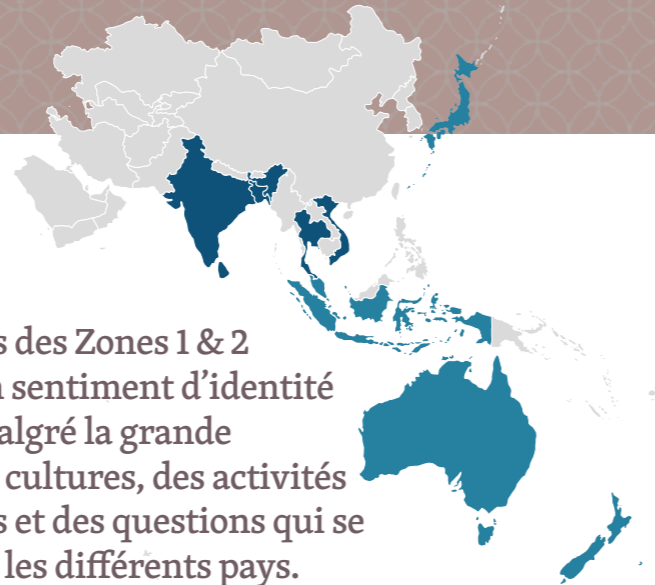 s des Zones 1 & 2
sentiment d’identité
algré la grande
cultures, des activités
s et des questions qui se
les différents pays.